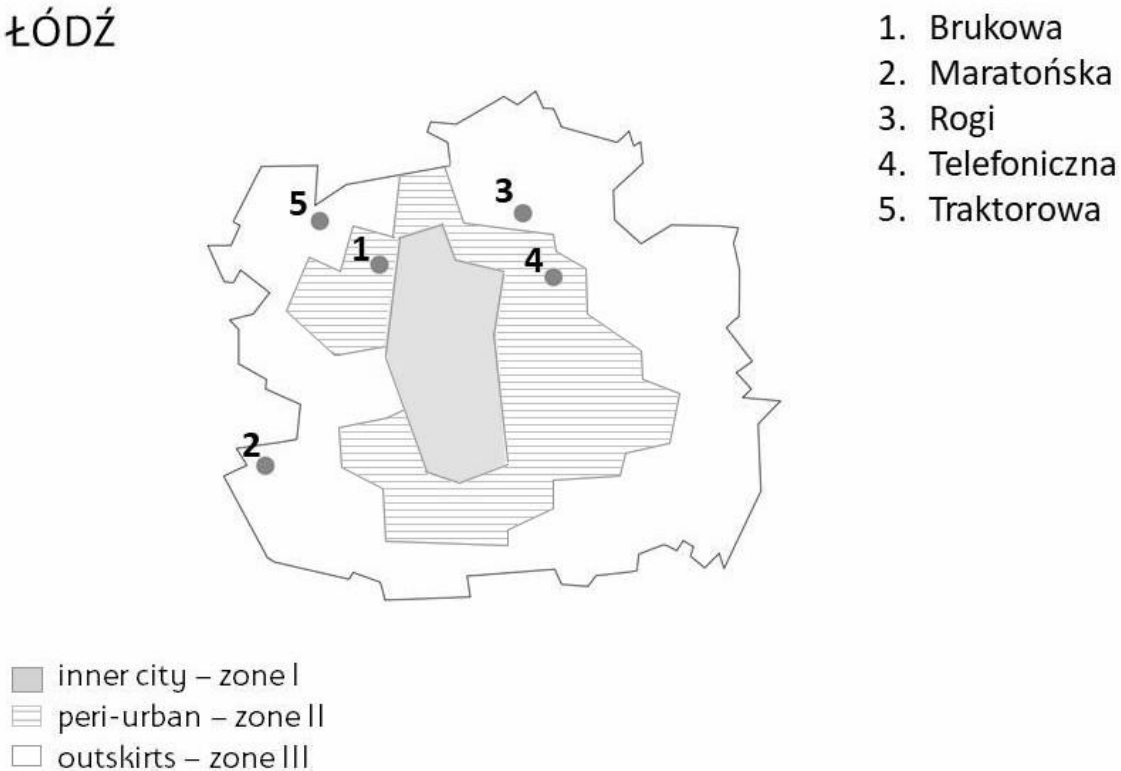 ŁÓDŹ
1. Brukowa
2. Maratońska
3. Rogi
4. Telefoniczna
5. Traktorowa
3
5
1
4
2
inner city – zone I
peri-urban – zone II
outskirts – zone III